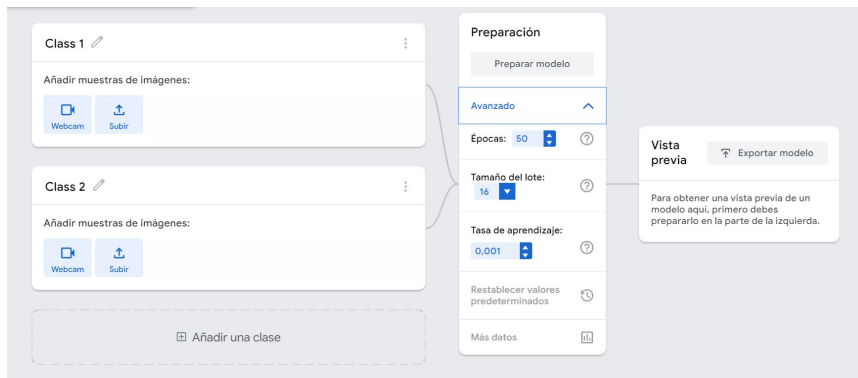 Class 1
Añadir muestras de imágenes:
Webcam
Subir
Class 2
Añadir muestras de imágenes:
Webcam
Subir
Añadir una clase
Preparación
Preparar modelo
Avanzado
Épocas: 50
Tamaño del lote:
16
Tasa de aprendizaje:
0,001
Restablecer valores
predeterminados
Más datos
Vista
previa
Exportar modelo
Para obtener una vista previa de un
modelo aquí, primero debes
prepararlo en la parte de la izquierda.